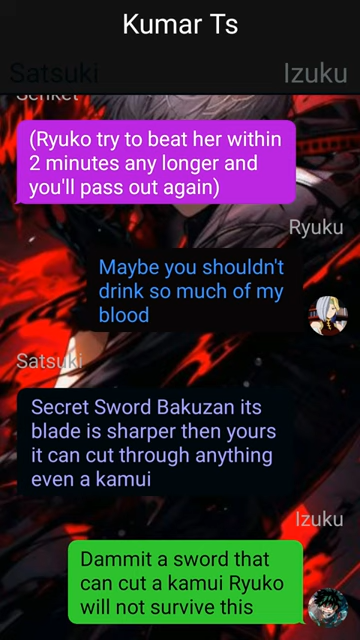 Kumar Ts
Satsuki
Izuku
Senket
(Ryuko try to beat her within
2 minutes any longer and
you'll pass out again)
Ryuku
Maybe you shouldn't
drink so much of my
blood
Satsuki
Secret Sword Bakuzan its
blade is sharper then yours
it can cut through anything
even a kamui
Izuku
Dammit a sword that
can cut a kamui Ryuko
will not survive this